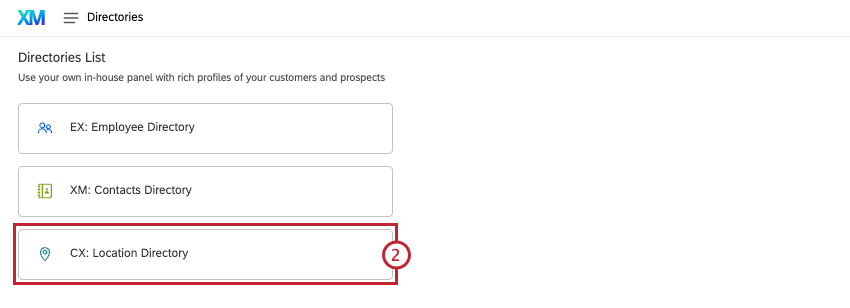 XM Directories
Directories List
Use your own in-house panel with rich profiles of your customers and prospects
EX: Employee Directory
XM: Contacts Directory
CX: Location Directory
2